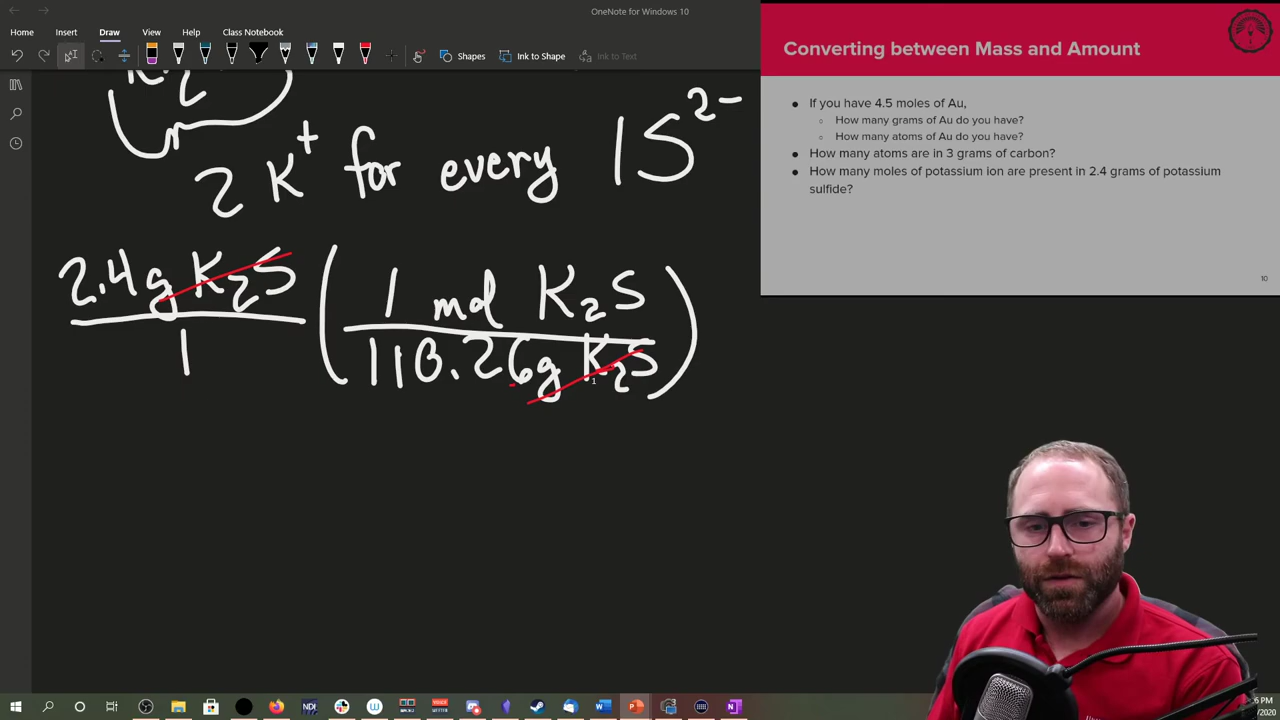 OneNote for Windows 10
Home Insert Draw View Help Class Notebook
Shapes Ink to Shape Ink to Text
K2
2 K+ for every 1 S2-
2.4g K2S
1
1 mol K2S
110.26g K2S
Converting between Mass and Amount
If you have 4.5 moles of Au,
How many grams of Au do you have?
How many atoms of Au do you have?
How many atoms are in 3 grams of carbon?
How many moles of potassium ion are present in 2.4 grams of potassium
sulfide?
10